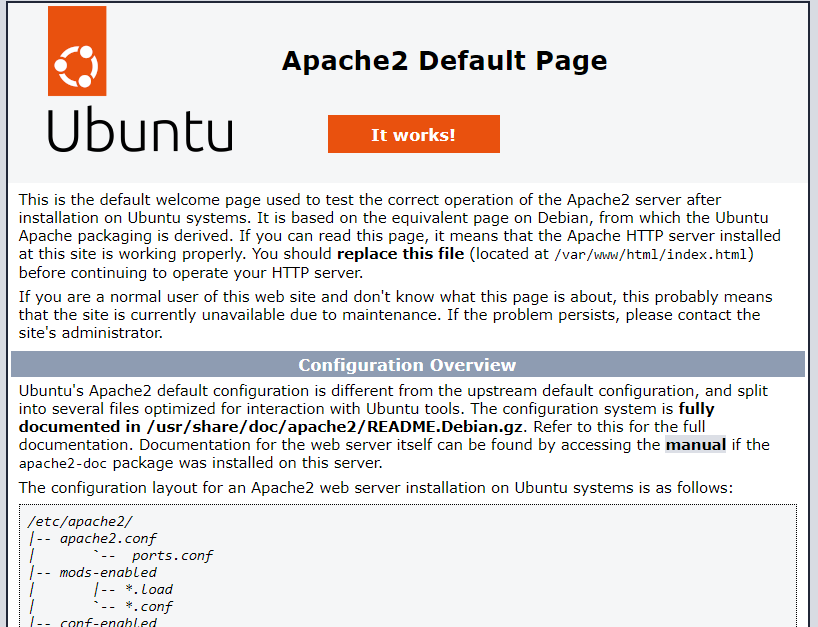 Ubuntu
Apache2 Default Page
It works!
This is the default welcome page used to test the correct operation of the Apache2 server after
installation on Ubuntu systems. It is based on the equivalent page on Debian, from which the Ubuntu
Apache packaging is derived. If you can read this page, it means that the Apache HTTP server installed
at this site is working properly. You should replace this file (located at /var/www/html/index.html)
before continuing to operate your HTTP server.
If you are a normal user of this web site and don't know what this page is about, this probably means
that the site is currently unavailable due to maintenance. If the problem persists, please contact the
site's administrator.
Configuration Overview
Ubuntu's Apache2 default configuration is different from the upstream default configuration, and split
into several files optimized for interaction with Ubuntu tools. The configuration system is fully
documented in /usr/share/doc/apache2/README.Debian.gz. Refer to this for the full
documentation. Documentation for the web server itself can be found by accessing the manual if the
apache2-doc package was installed on this server.
The configuration layout for an Apache2 web server installation on Ubuntu systems is as follows:
/etc/apache2/
|-- apache2.conf
|       `--  ports.conf
|-- mods-enabled
|       |-- *.load
|       `-- *.conf
|-- conf-enabled